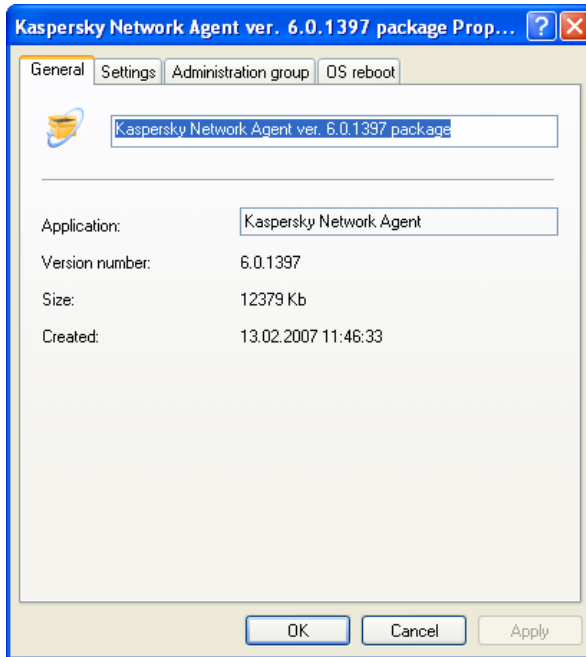 Kaspersky Network Agent ver. 6.0.1397 package Prop...
General Settings Administration group OS reboot
Kaspersky Network Agent ver. 6.0.1397 package
Application: Kaspersky Network Agent
Version number: 6.0.1397
Size: 12379 Kb
Created: 13.02.2007 11:46:33
OK Cancel Apply